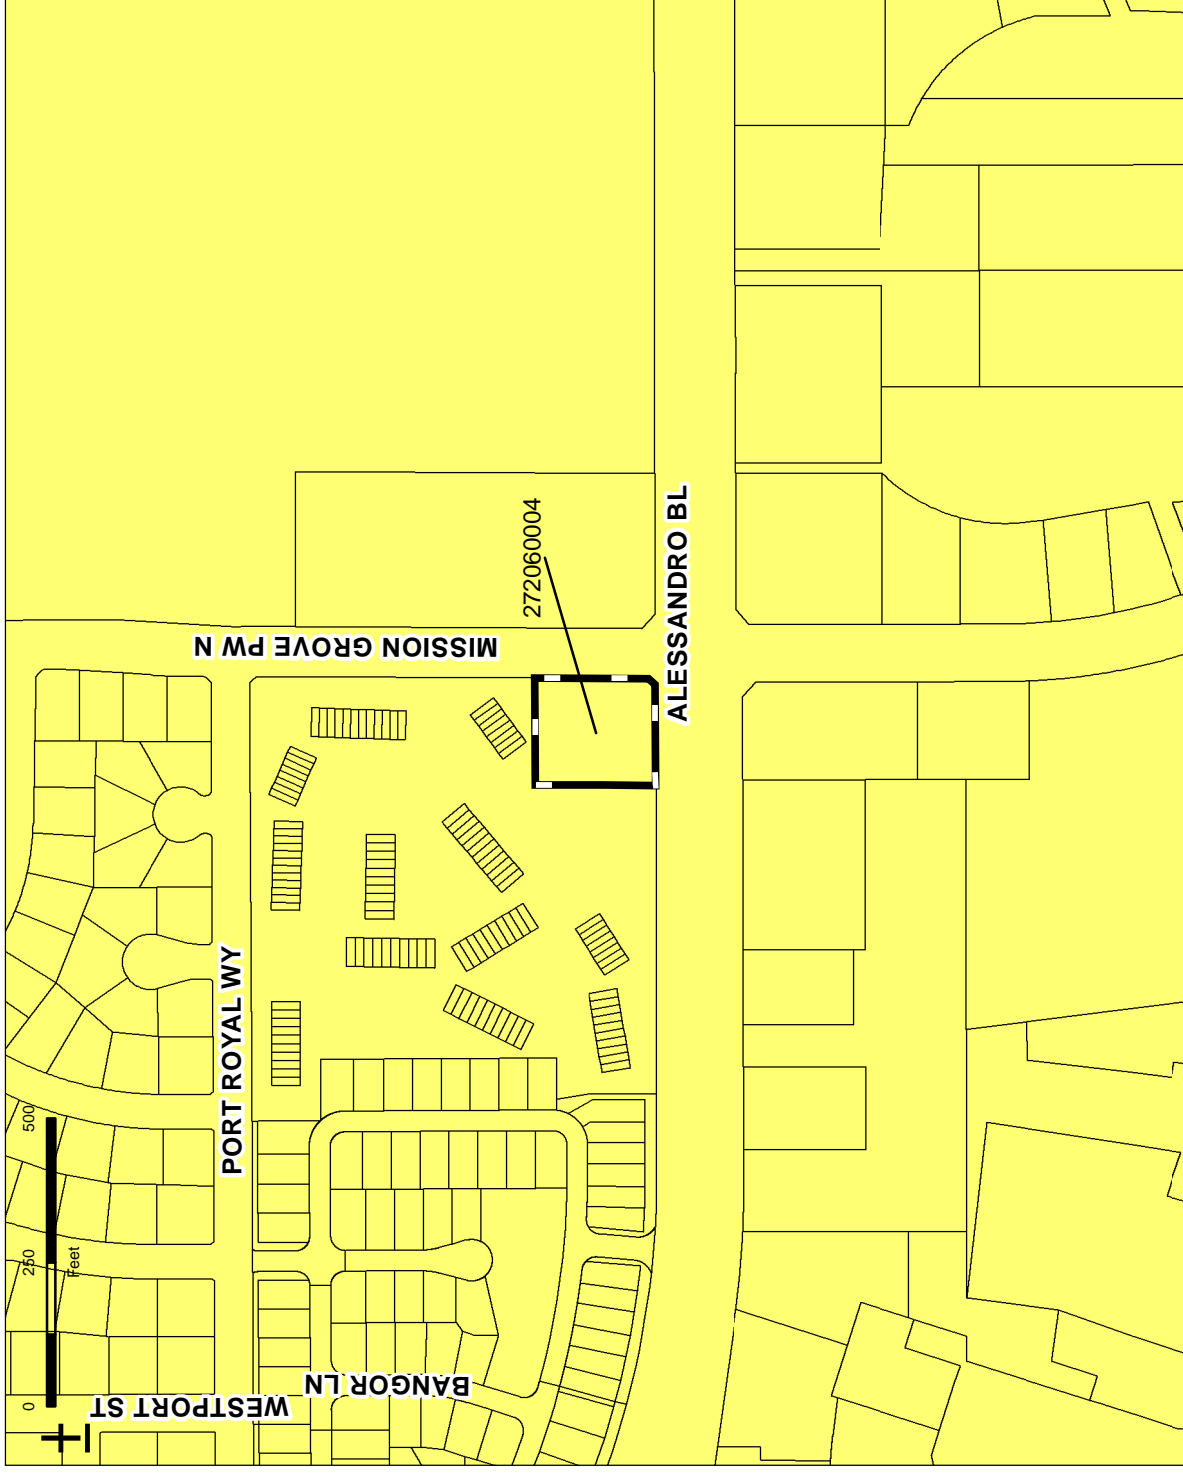 MISSION GROVE PW N
272060004
ALESSANDRO BL
PORT ROYAL WY
BANGOR LN
WESTPORT ST
0
250
500
Feet